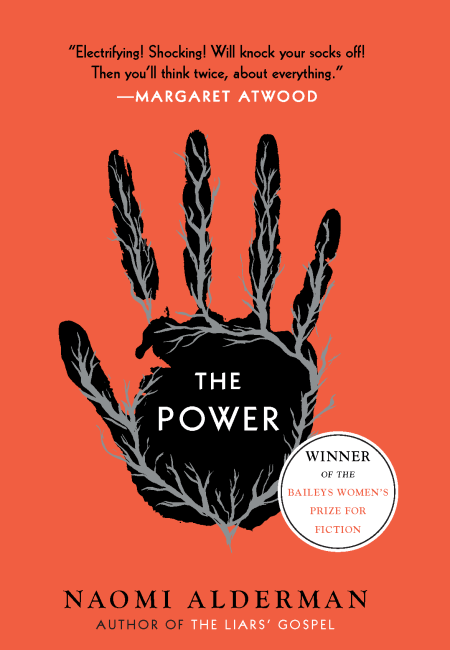 “Electrifying! Shocking! Will knock your socks off!
Then you’ll think twice, about everything.”
—MARGARET ATWOOD
THE
POWER
WINNER
OF THE
BAILEYS WOMEN’S
PRIZE FOR
FICTION
NAOMI ALDERMAN
AUTHOR OF THE LIARS’ GOSPEL